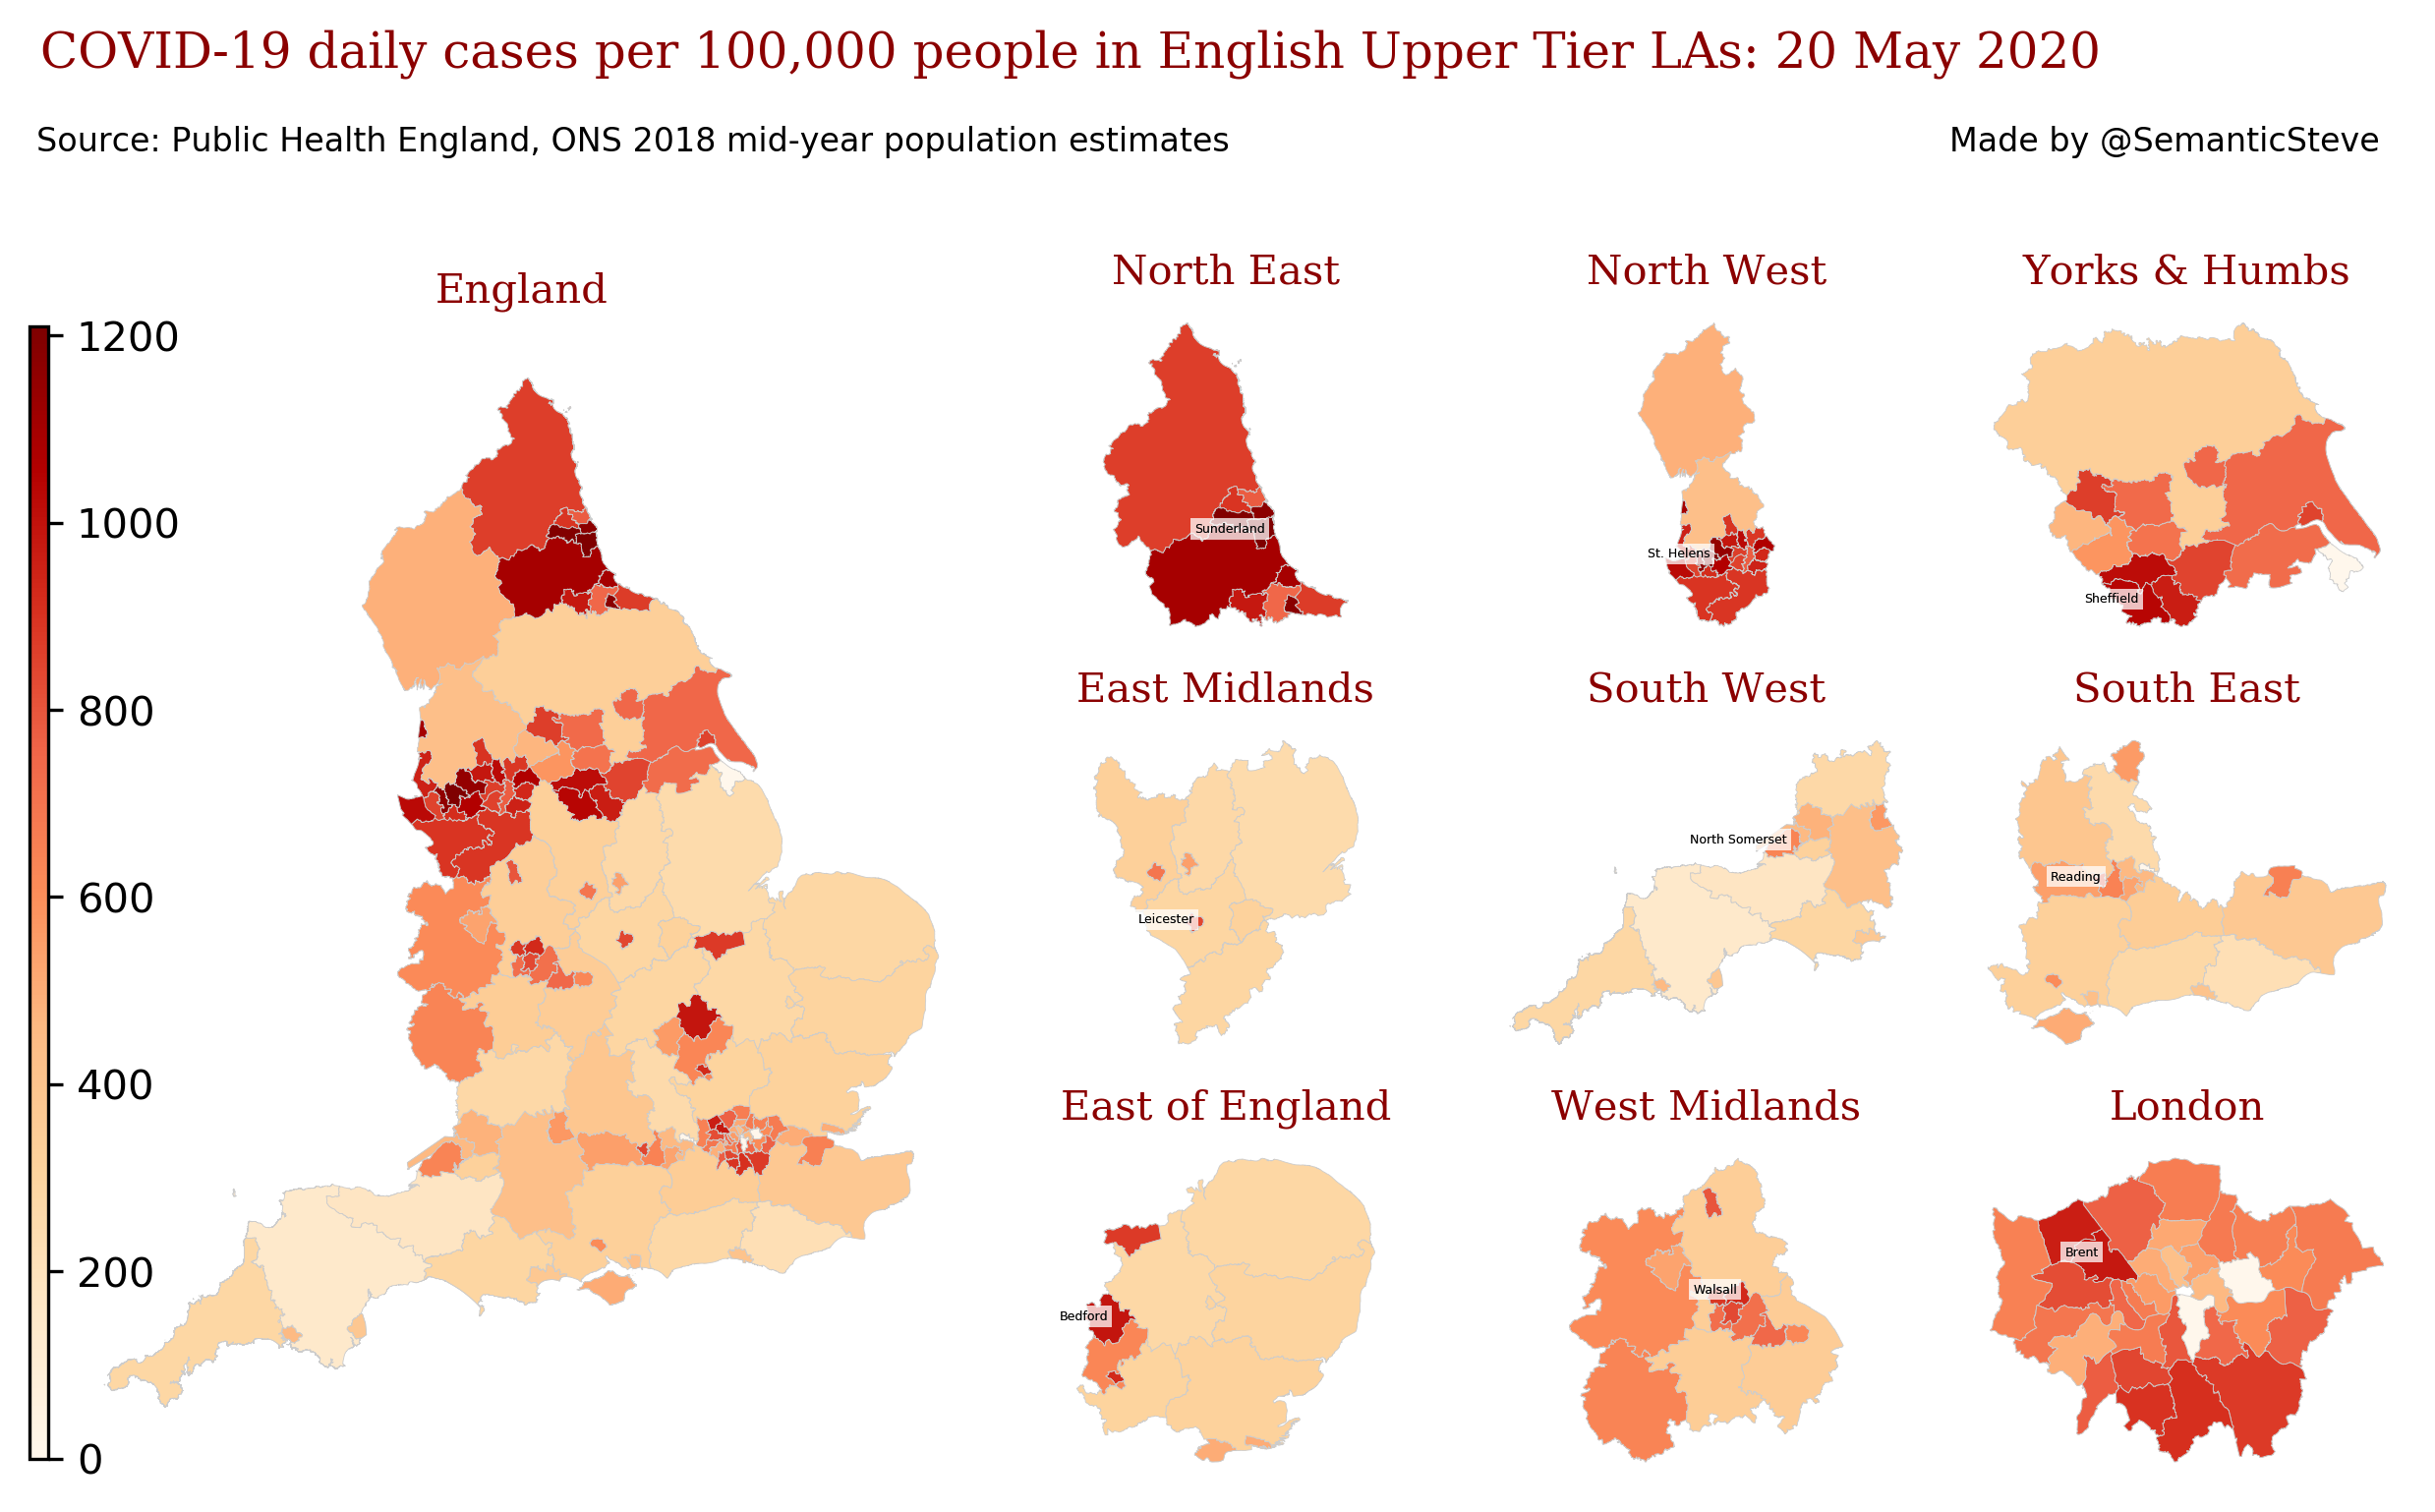 COVID-19 daily cases per 100,000 people in English Upper Tier LAs: 20 May 2020
Source: Public Health England, ONS 2018 mid-year population estimates
Made by @SemanticSteve
England
1200
1000
800
600
400
200
0
North East
Sunderland
North West
St. Helens
Yorks & Humbs
Sheffield
East Midlands
Leicester
South West
North Somerset
South East
Reading
East of England
Bedford
West Midlands
Walsall
London
Brent